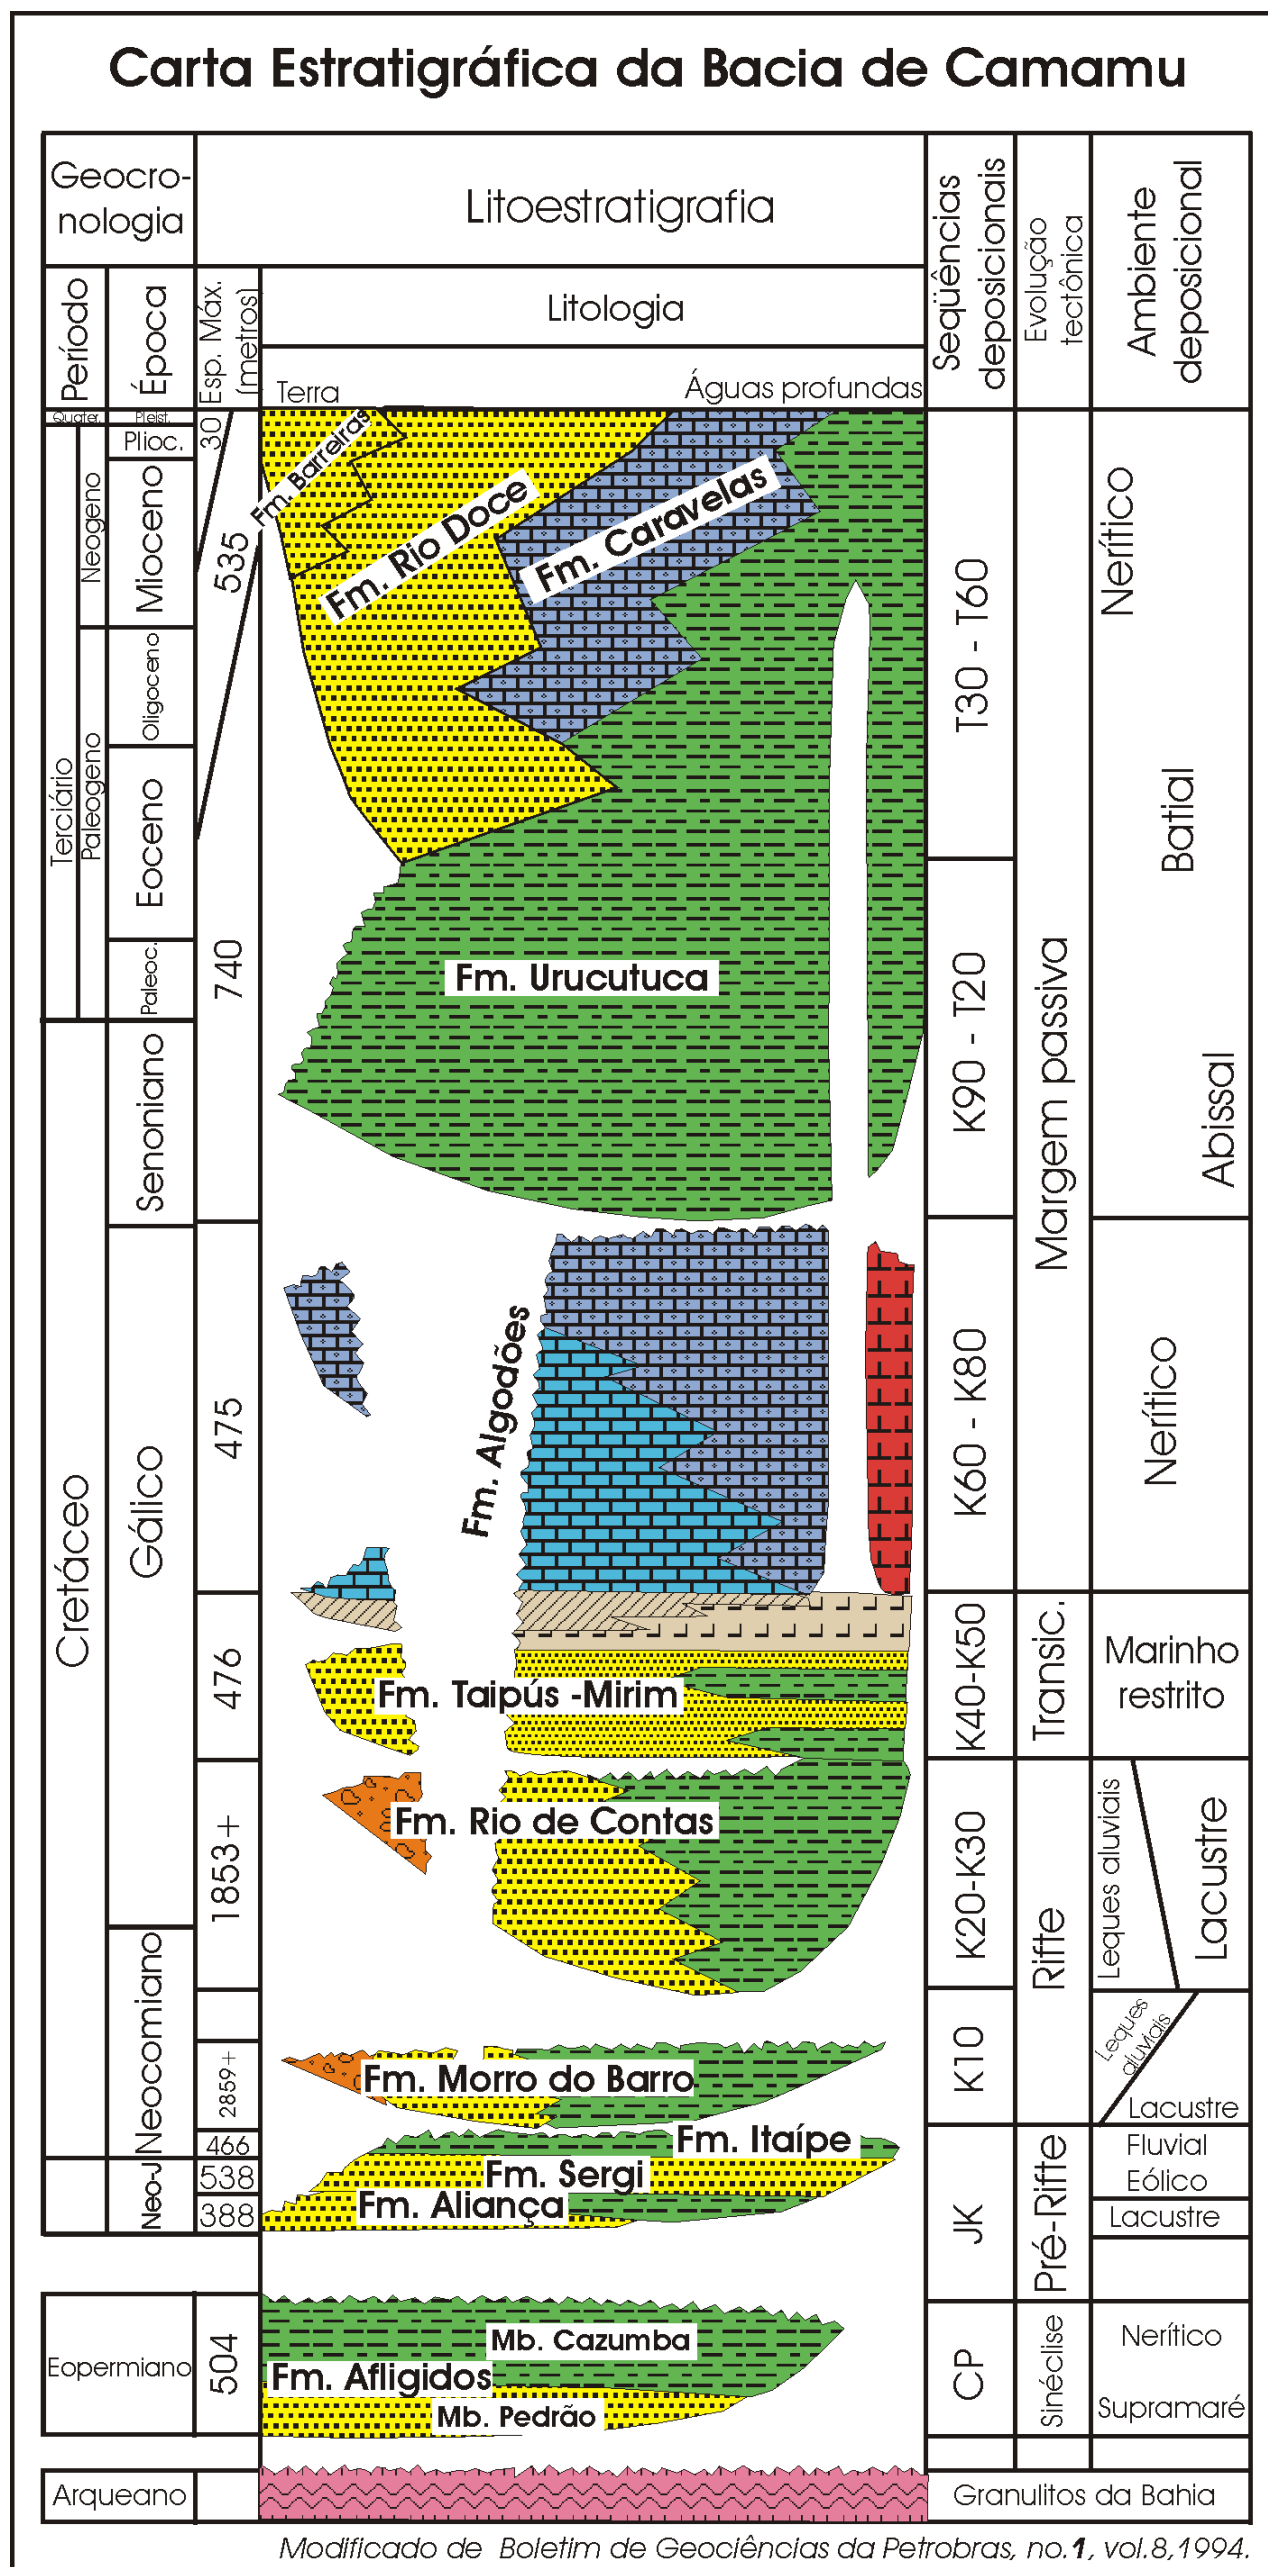 Carta Estratigráfica da Bacia de Camamu
Geocro-
nologia
Litoestratigrafia
Seqüências
deposicionais
Evolução
tectônica
Ambiente
deposicional
Período
Época
Esp. Máx.
(metros)
Litologia
Terra
Águas profundas
Quater.
Pleist.
Plioc.
Neogeno
Mioceno
Oligoceno
Terciário
Paleogeno
Eoceno
Paleoc.
Senoniano
Cretáceo
Gálico
Neocomiano
Neo-J
Eopermiano
Arqueano
30
535
740
475
476
1853+
2859+
466
538
388
504
Fm. Barreiras
Fm. Rio Doce
Fm. Caravelas
Fm. Urucutuca
Fm. Algodões
Fm. Taipús -Mirim
Fm. Rio de Contas
Fm. Morro do Barro
Fm. Itaípe
Fm. Sergi
Fm. Aliança
Mb. Cazumba
Fm. Afligidos
Mb. Pedrão
T30 - T60
K90 - T20
K60 - K80
K40-K50
K20-K30
K10
JK
CP
Margem passiva
Transic.
Rifte
Pré-Rifte
Sinéclise
Nerítico
Batial
Abissal
Nerítico
Marinho
restrito
Leques aluviais
Lacustre
Leques
aluviais
Lacustre
Fluvial
Eólico
Lacustre
Nerítico
Supramaré
Granulitos da Bahia
Modificado de Boletim de Geociências da Petrobras, no.1, vol.8,1994.